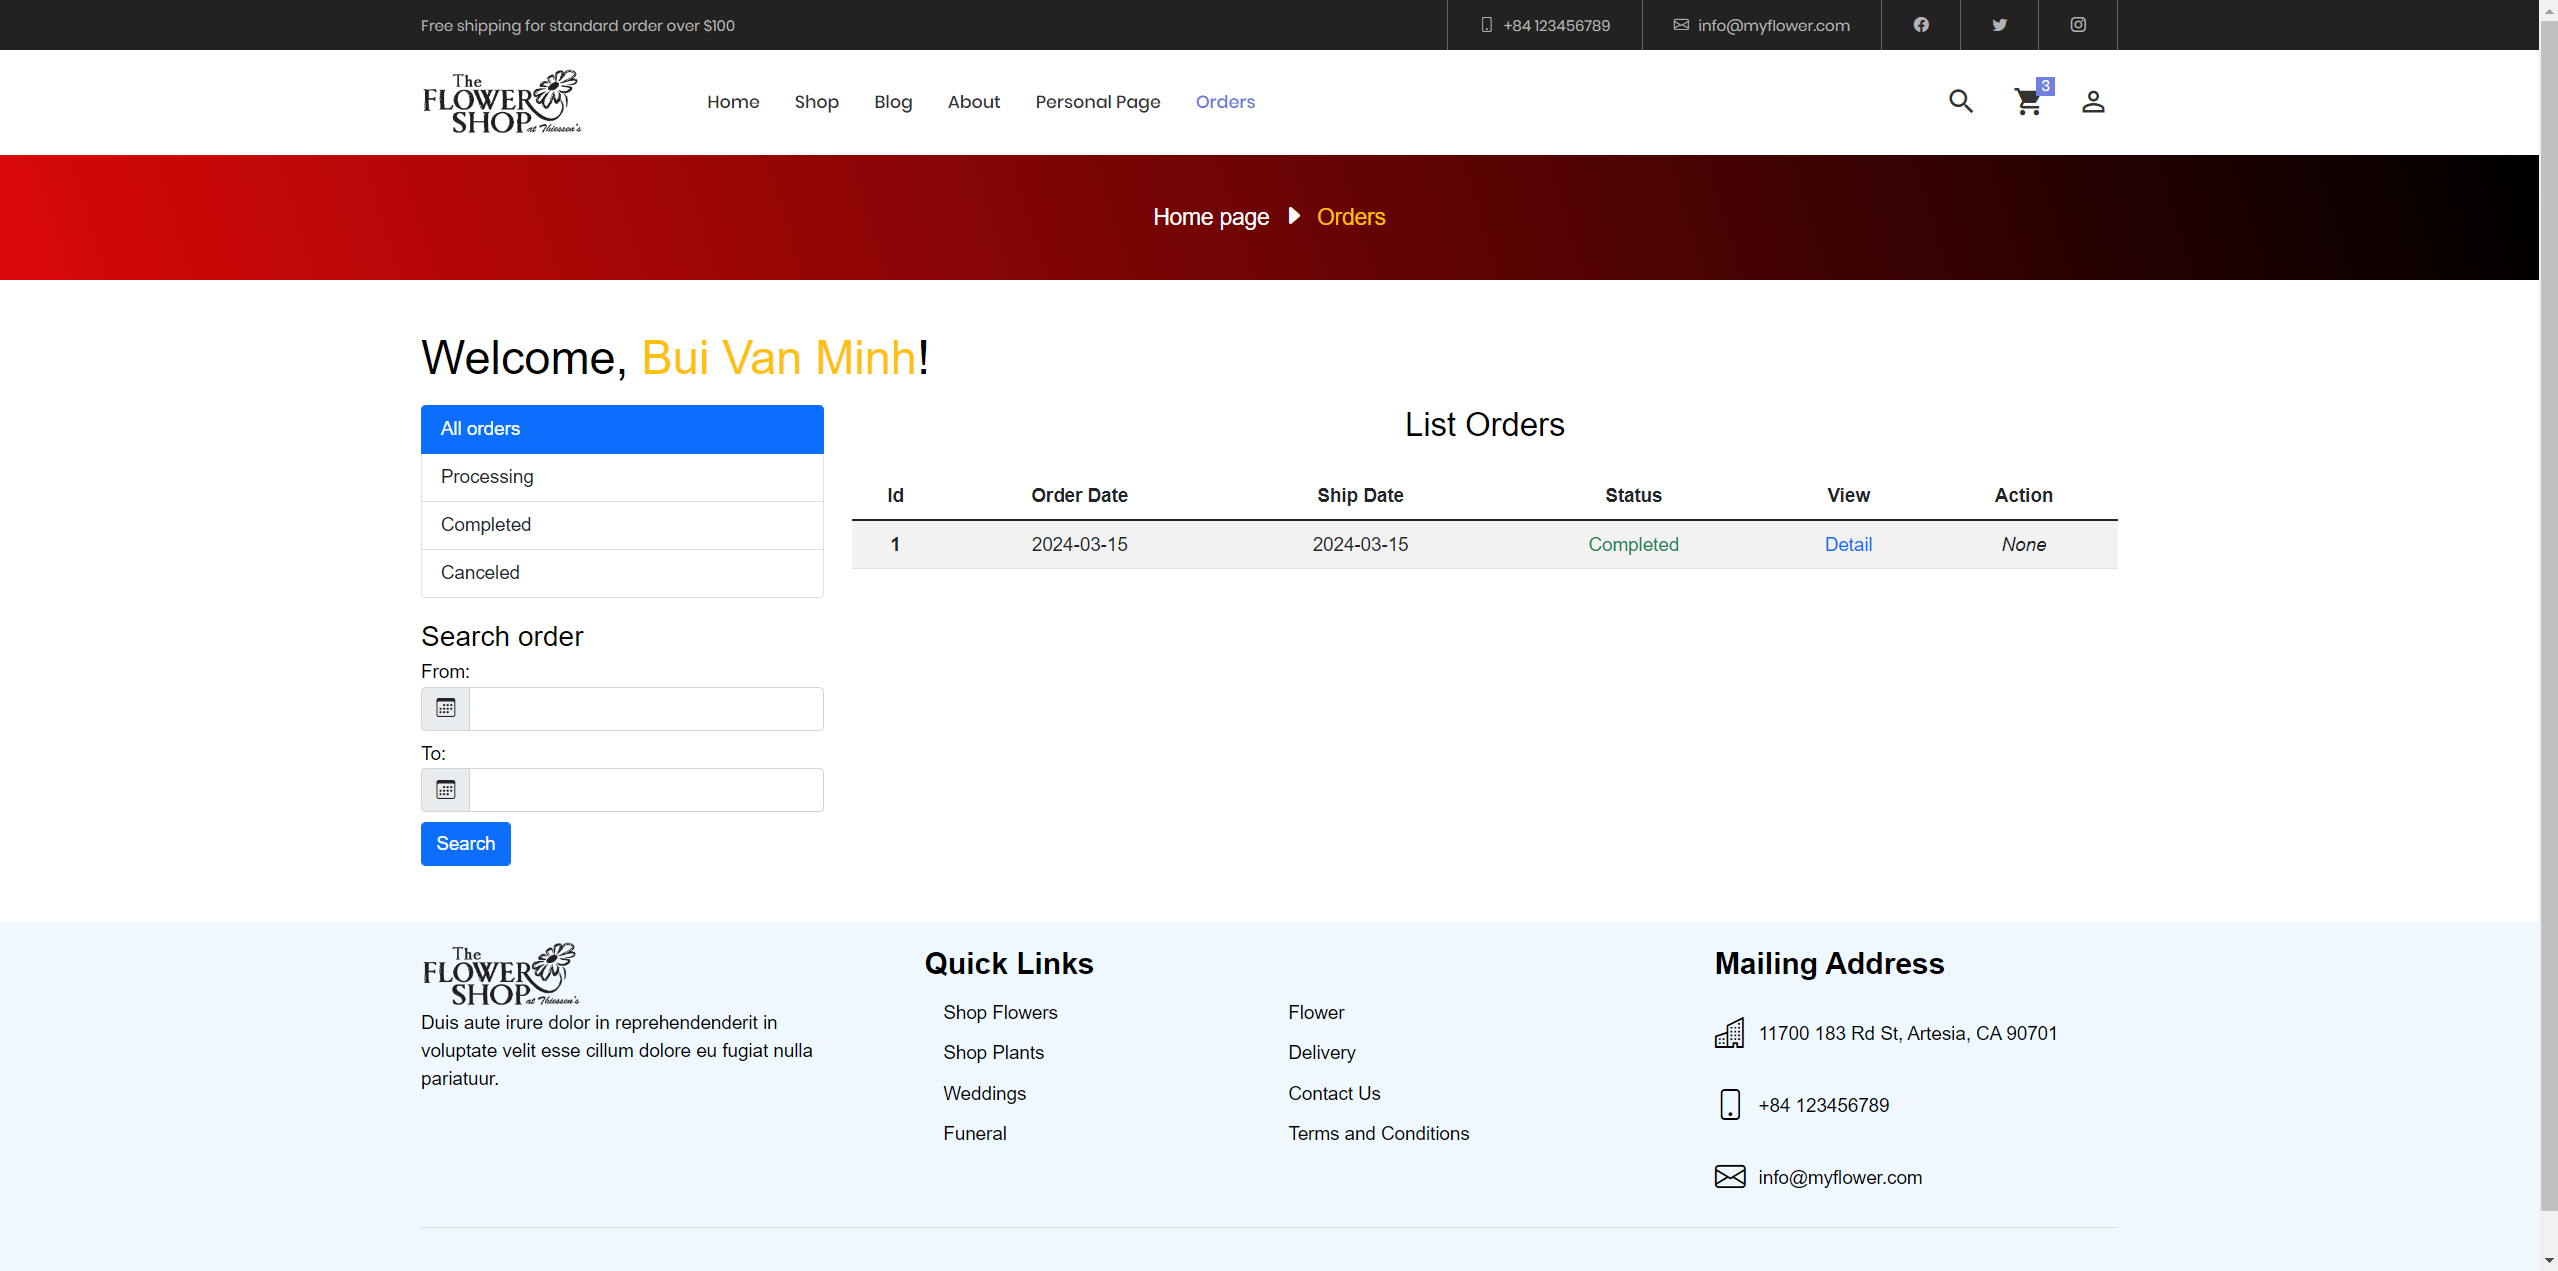 Free shipping for standard order over $100
+84 123456789
info@myflower.com
The
FLOWER
SHOP
at Thiessen's
Home Shop Blog About Personal Page Orders
3
Home page Orders
Welcome, Bui Van Minh!
All orders
Processing
Completed
Canceled
Search order
From:
To:
Search
List Orders
Id Order Date Ship Date Status View Action
1 2024-03-15 2024-03-15 Completed Detail None
The
FLOWER
SHOP
at Thiessen's
Duis aute irure dolor in reprehendenderit in
voluptate velit esse cillum dolore eu fugiat nulla
pariatuur.
Quick Links
Shop Flowers
Shop Plants
Weddings
Funeral
Flower
Delivery
Contact Us
Terms and Conditions
Mailing Address
11700 183 Rd St, Artesia, CA 90701
+84 123456789
info@myflower.com